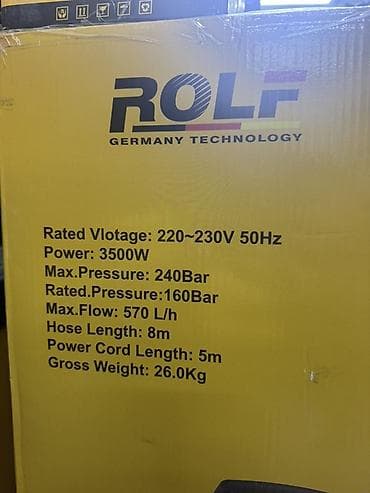 ROLF
GERMANY TECHNOLOGY
Rated Vlotage: 220~230V 50Hz
Power: 3500W
Max.Pressure: 240Bar
Rated.Pressure:160Bar
Max.Flow: 570 L/h
Hose Length: 8m
Power Cord Length: 5m
Gross Weight: 26.0Kg